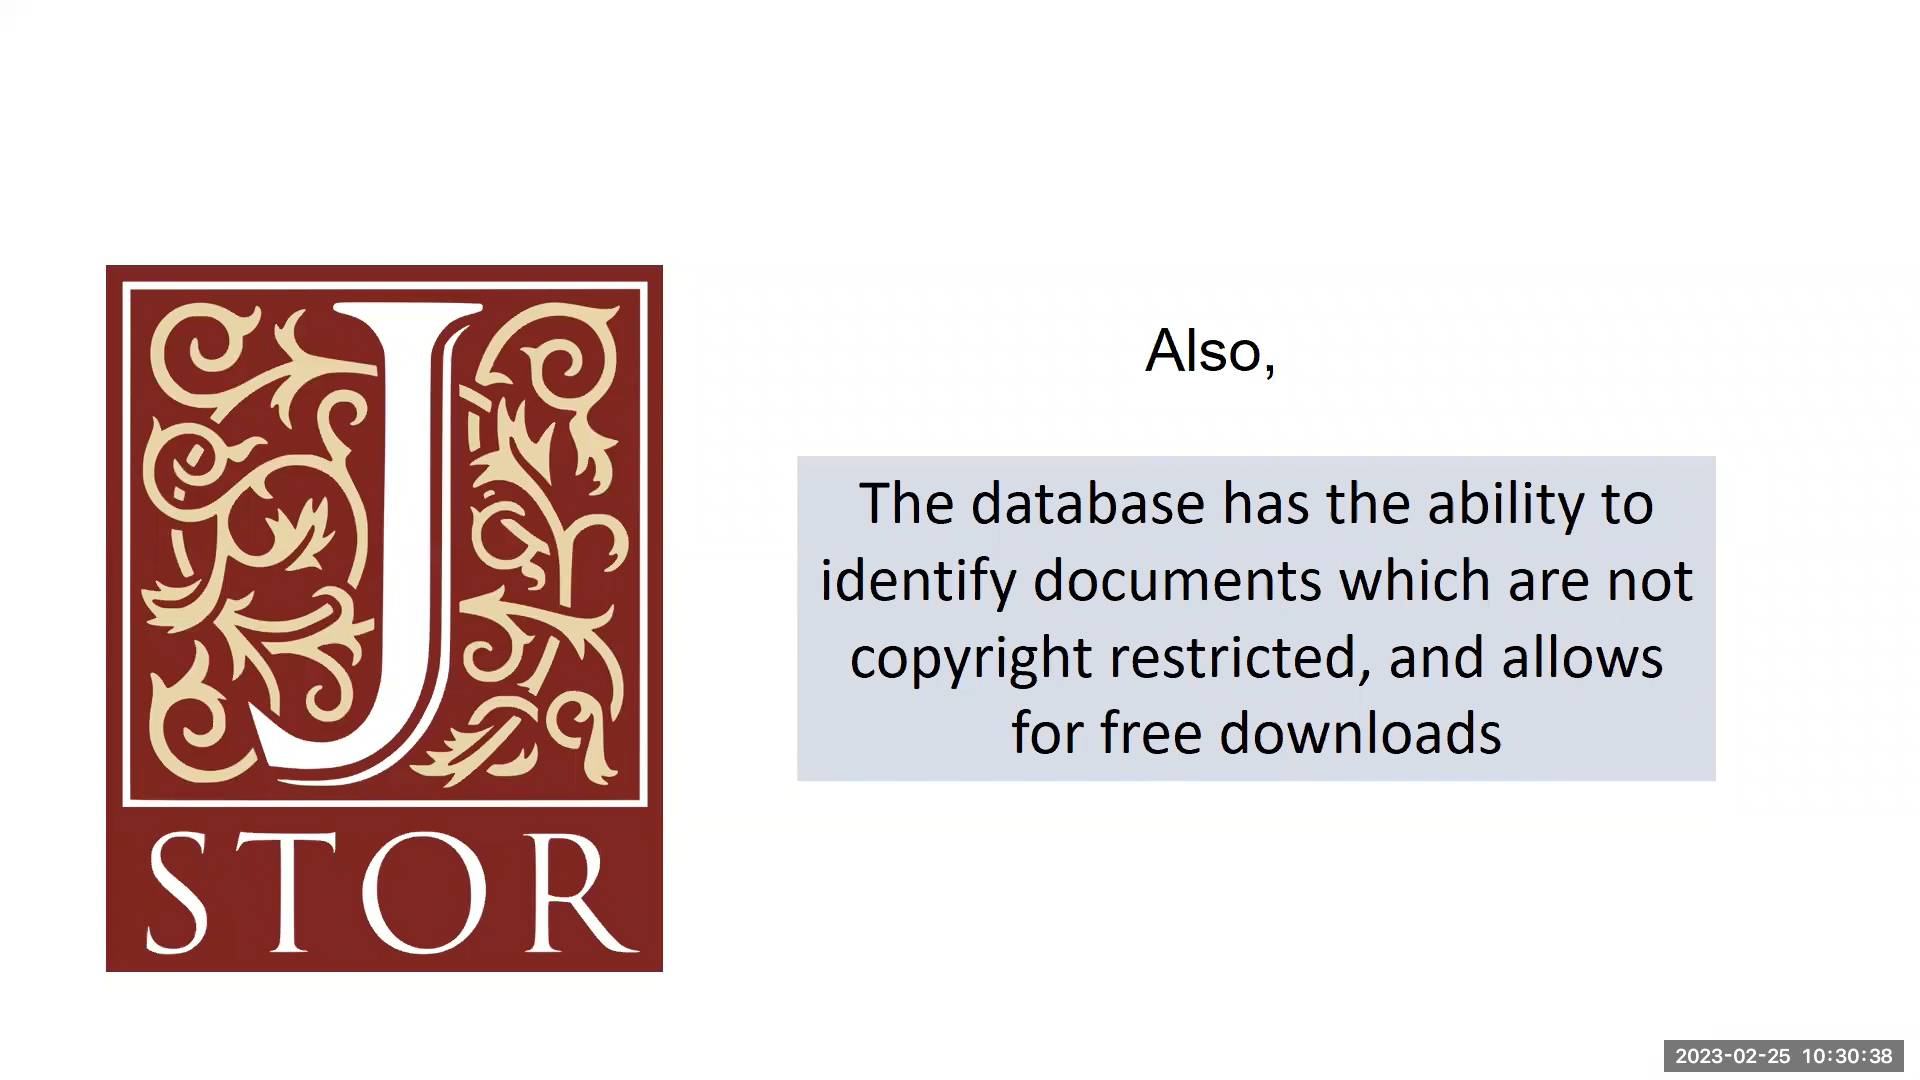 J
STOR
Also,
The database has the ability to
identify documents which are not
copyright restricted, and allows
for free downloads
2023-02-25 10:30:38